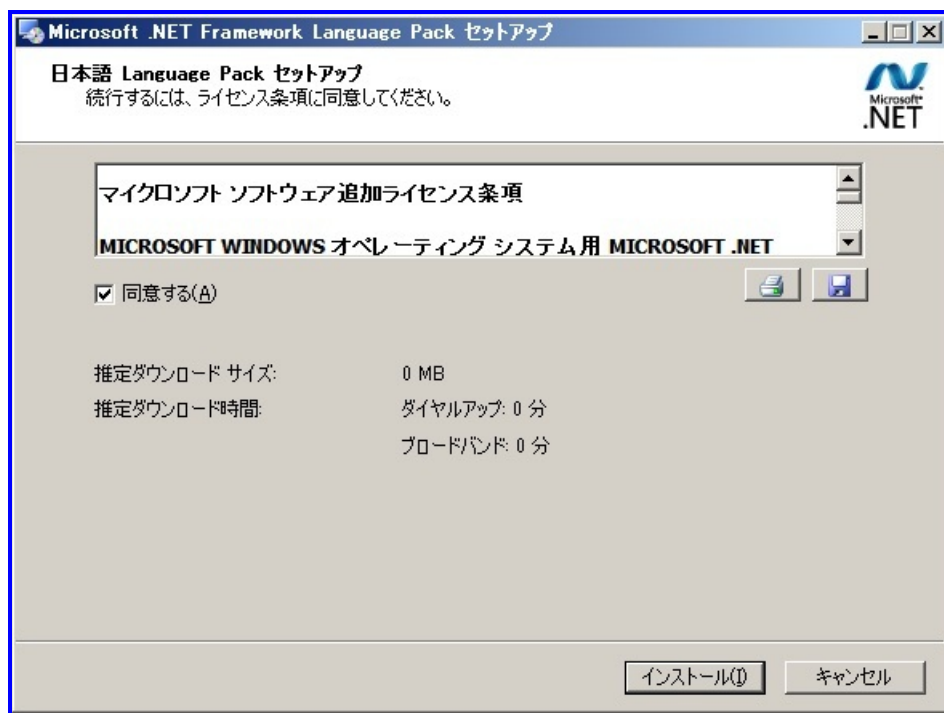 Microsoft .NET Framework Language Pack セットアップ
日本語 Language Pack セットアップ
続行するには、ライセンス条項に同意してください。
Microsoft
.NET
マイクロソフト ソフトウェア追加ライセンス条項
MICROSOFT WINDOWS オペレーティング システム用 MICROSOFT .NET
同意する(A)
推定ダウンロード サイズ: 0 MB
推定ダウンロード時間: ダイヤルアップ: 0 分
ブロードバンド: 0 分
インストール(I) キャンセル